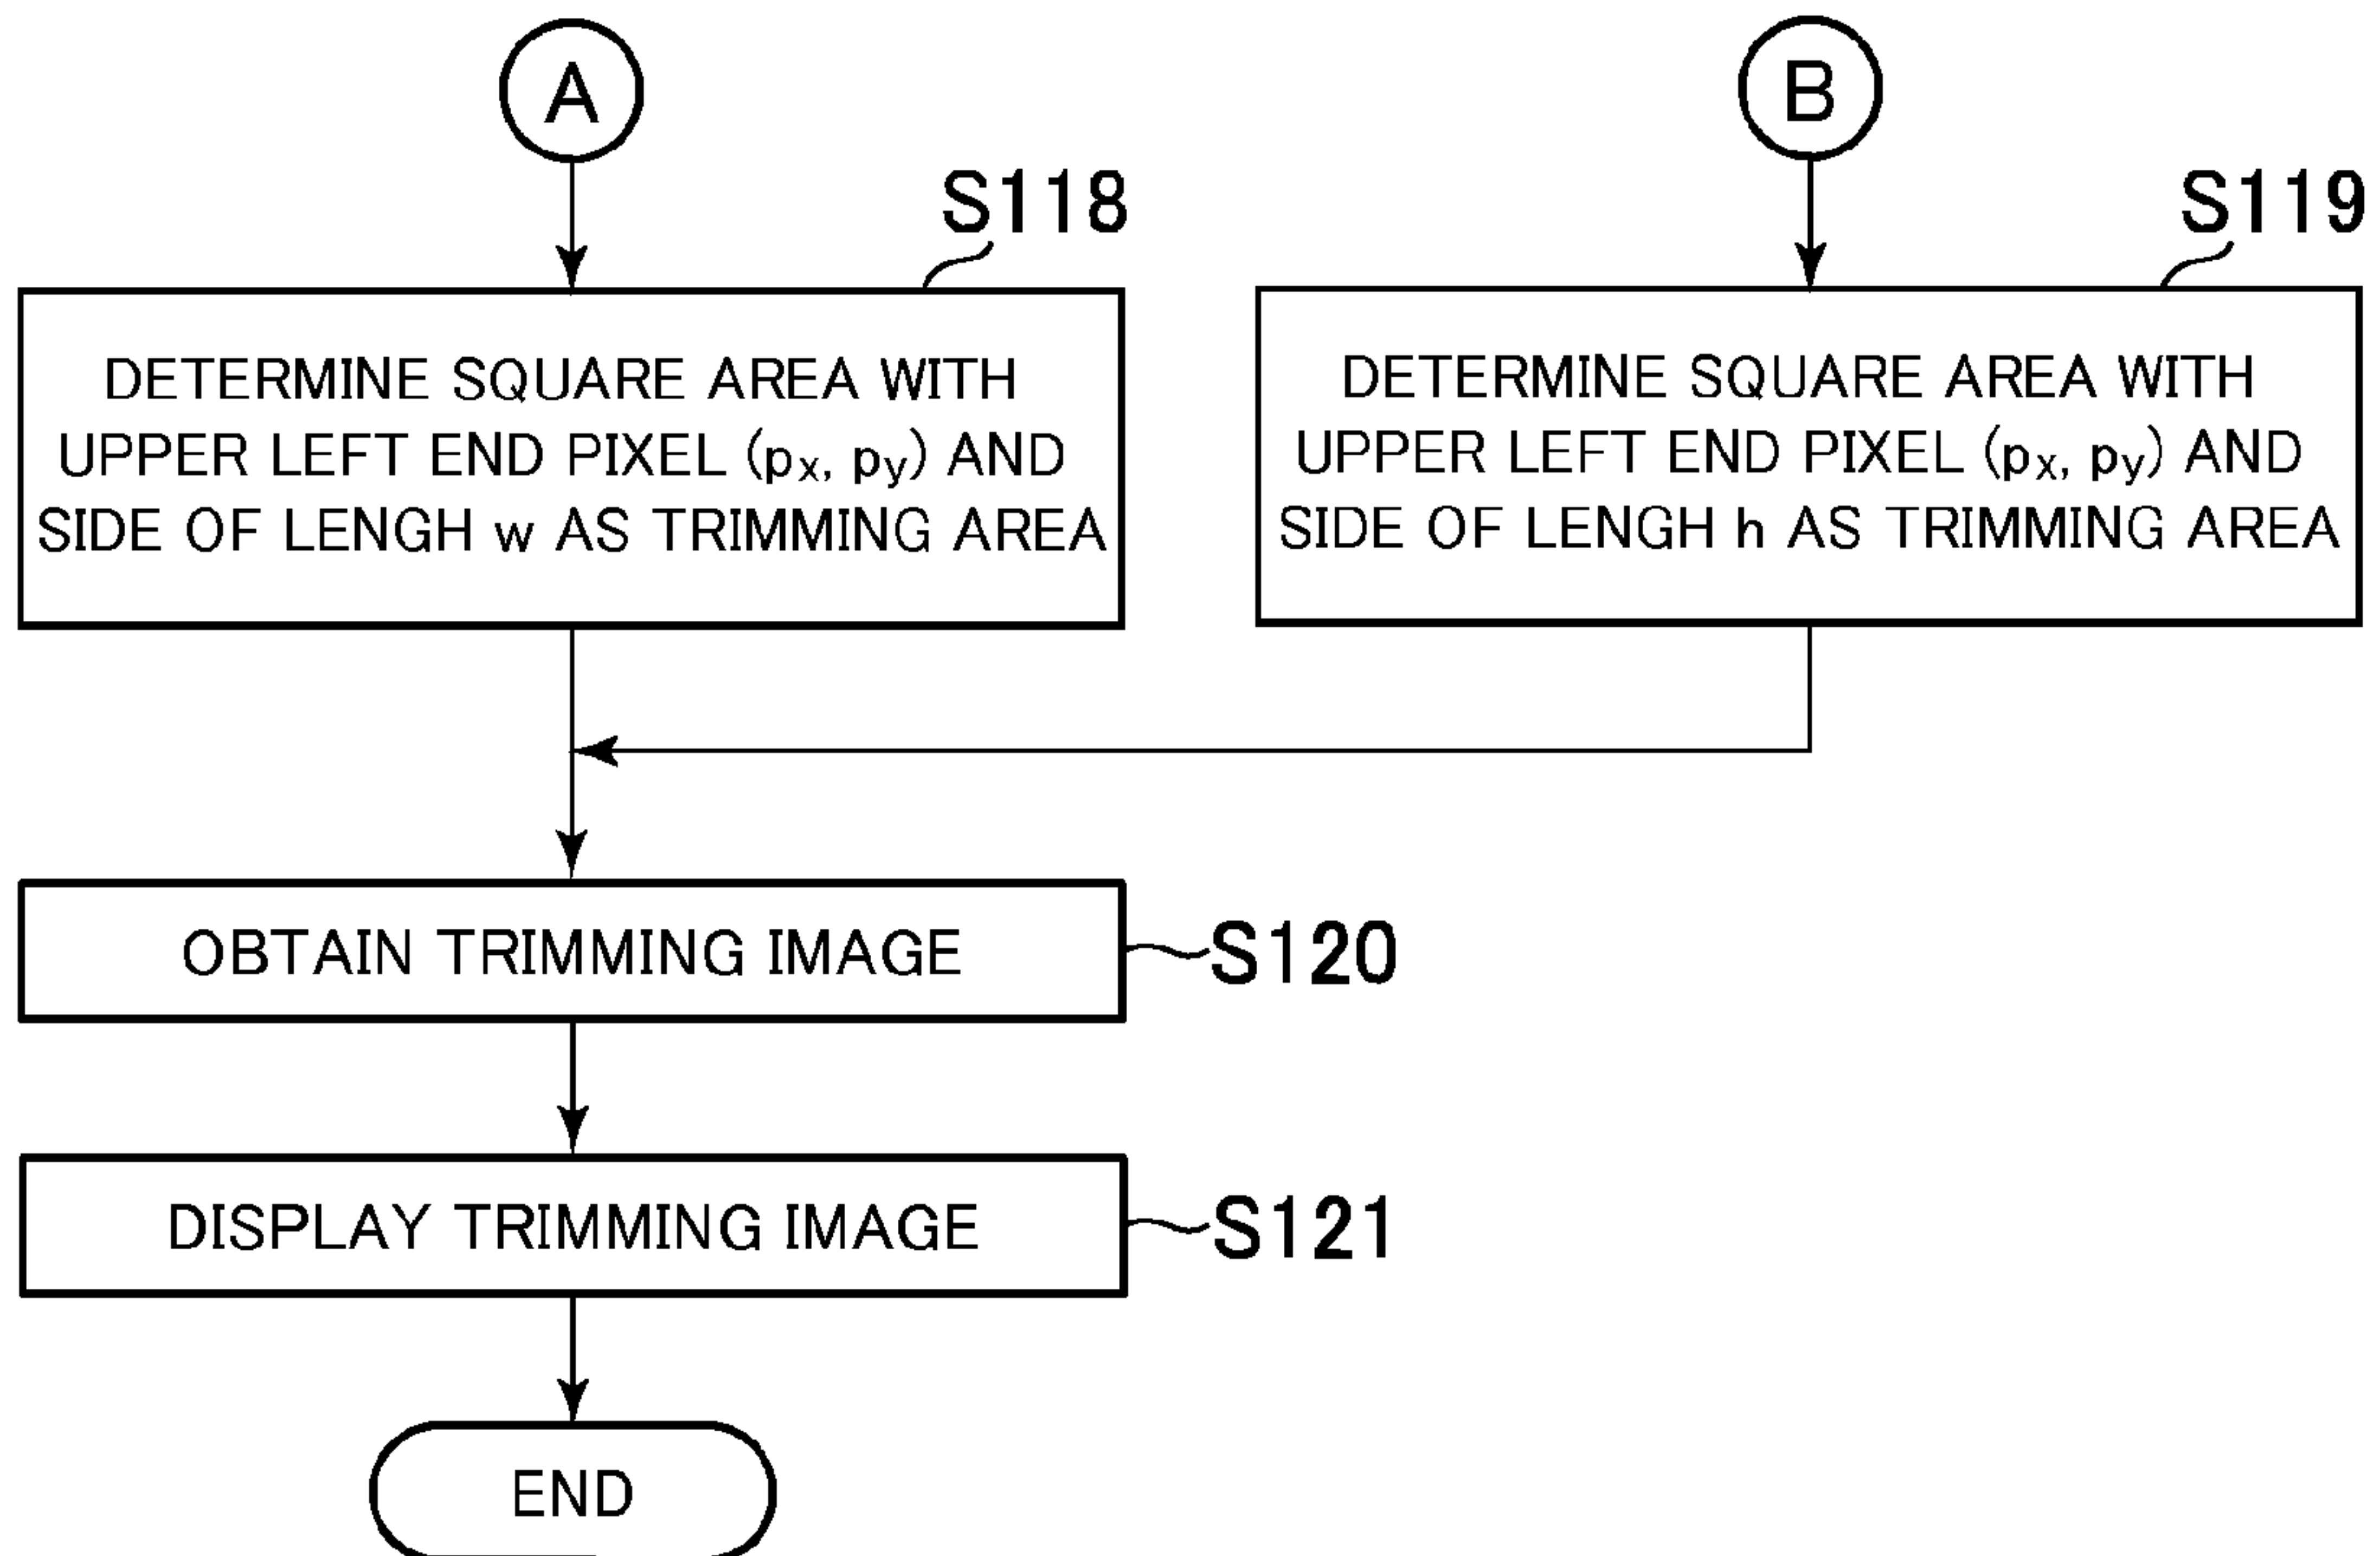 A
B
S118
S119
DETERMINE SQUARE AREA WITH
UPPER LEFT END PIXEL (px, py) AND
SIDE OF LENGH w AS TRIMMING AREA
DETERMINE SQUARE AREA WITH
UPPER LEFT END PIXEL (px, py) AND
SIDE OF LENGH h AS TRIMMING AREA
OBTAIN TRIMMING IMAGE
S120
DISPLAY TRIMMING IMAGE
S121
END